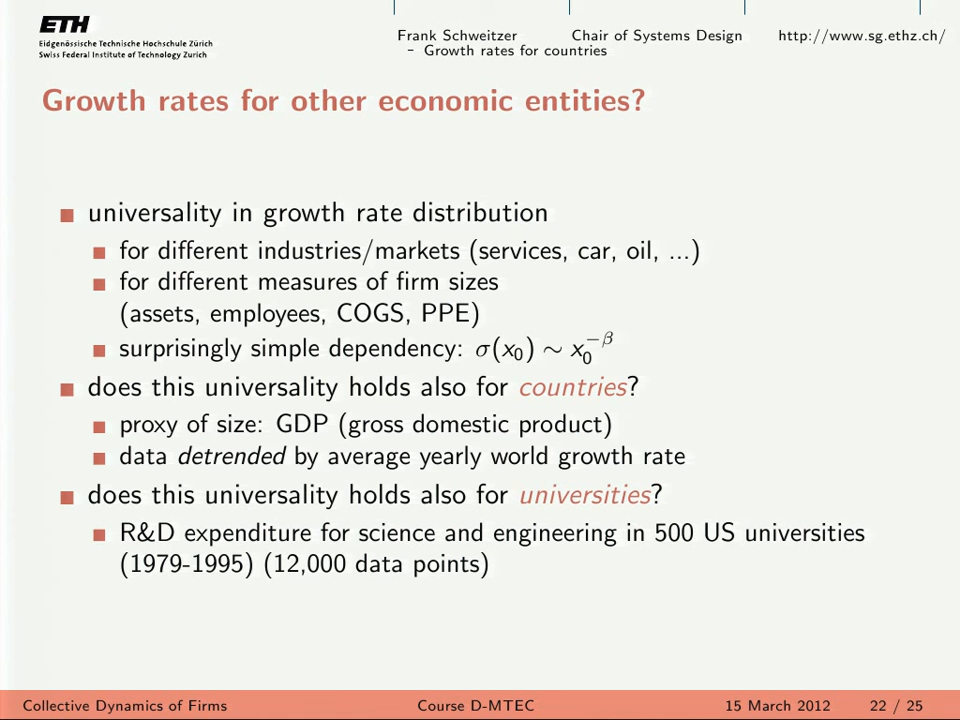 ETH
Eidgenössische Technische Hochschule Zürich
Swiss Federal Institute of Technology Zurich
Frank Schweitzer Chair of Systems Design http://www.sg.ethz.ch/
– Growth rates for countries
Growth rates for other economic entities?
universality in growth rate distribution
for different industries/markets (services, car, oil, ...)
for different measures of firm sizes
(assets, employees, COGS, PPE)
surprisingly simple dependency: σ(x₀) ∼ x₀^−β
does this universality holds also for countries?
proxy of size: GDP (gross domestic product)
data detrended by average yearly world growth rate
does this universality holds also for universities?
R&D expenditure for science and engineering in 500 US universities
(1979-1995) (12,000 data points)
Collective Dynamics of Firms Course D-MTEC 15 March 2012 22 / 25